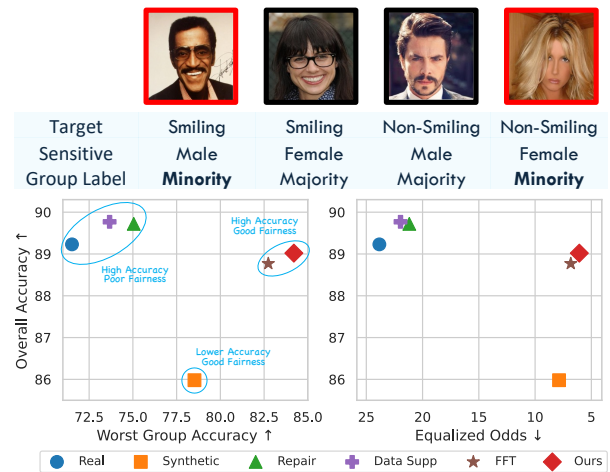 Target Smiling Smiling Non-Smiling Non-Smiling
Sensitive Male Female Male Female
Group Label Minority Majority Majority Minority
90
89
88
87
86
Overall Accuracy ↑
High Accuracy
Poor Fairness
High Accuracy
Good Fairness
Lower Accuracy
Good Fairness
72.5 75.0 77.5 80.0 82.5 85.0
Worst Group Accuracy ↑
90
89
88
87
86
25 20 15 10 5
Equalized Odds ↓
Real Synthetic Repair Data Supp FFT Ours